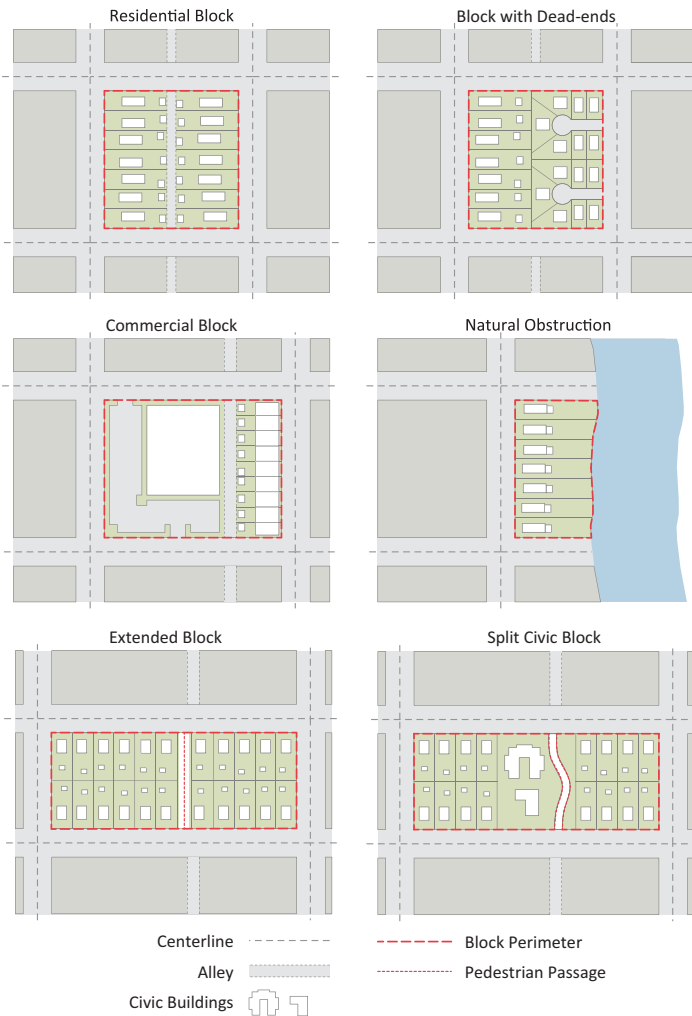 Residential Block
Block with Dead-ends
Commercial Block
Natural Obstruction
Extended Block
Split Civic Block
Centerline
Block Perimeter
Alley
Pedestrian Passage
Civic Buildings